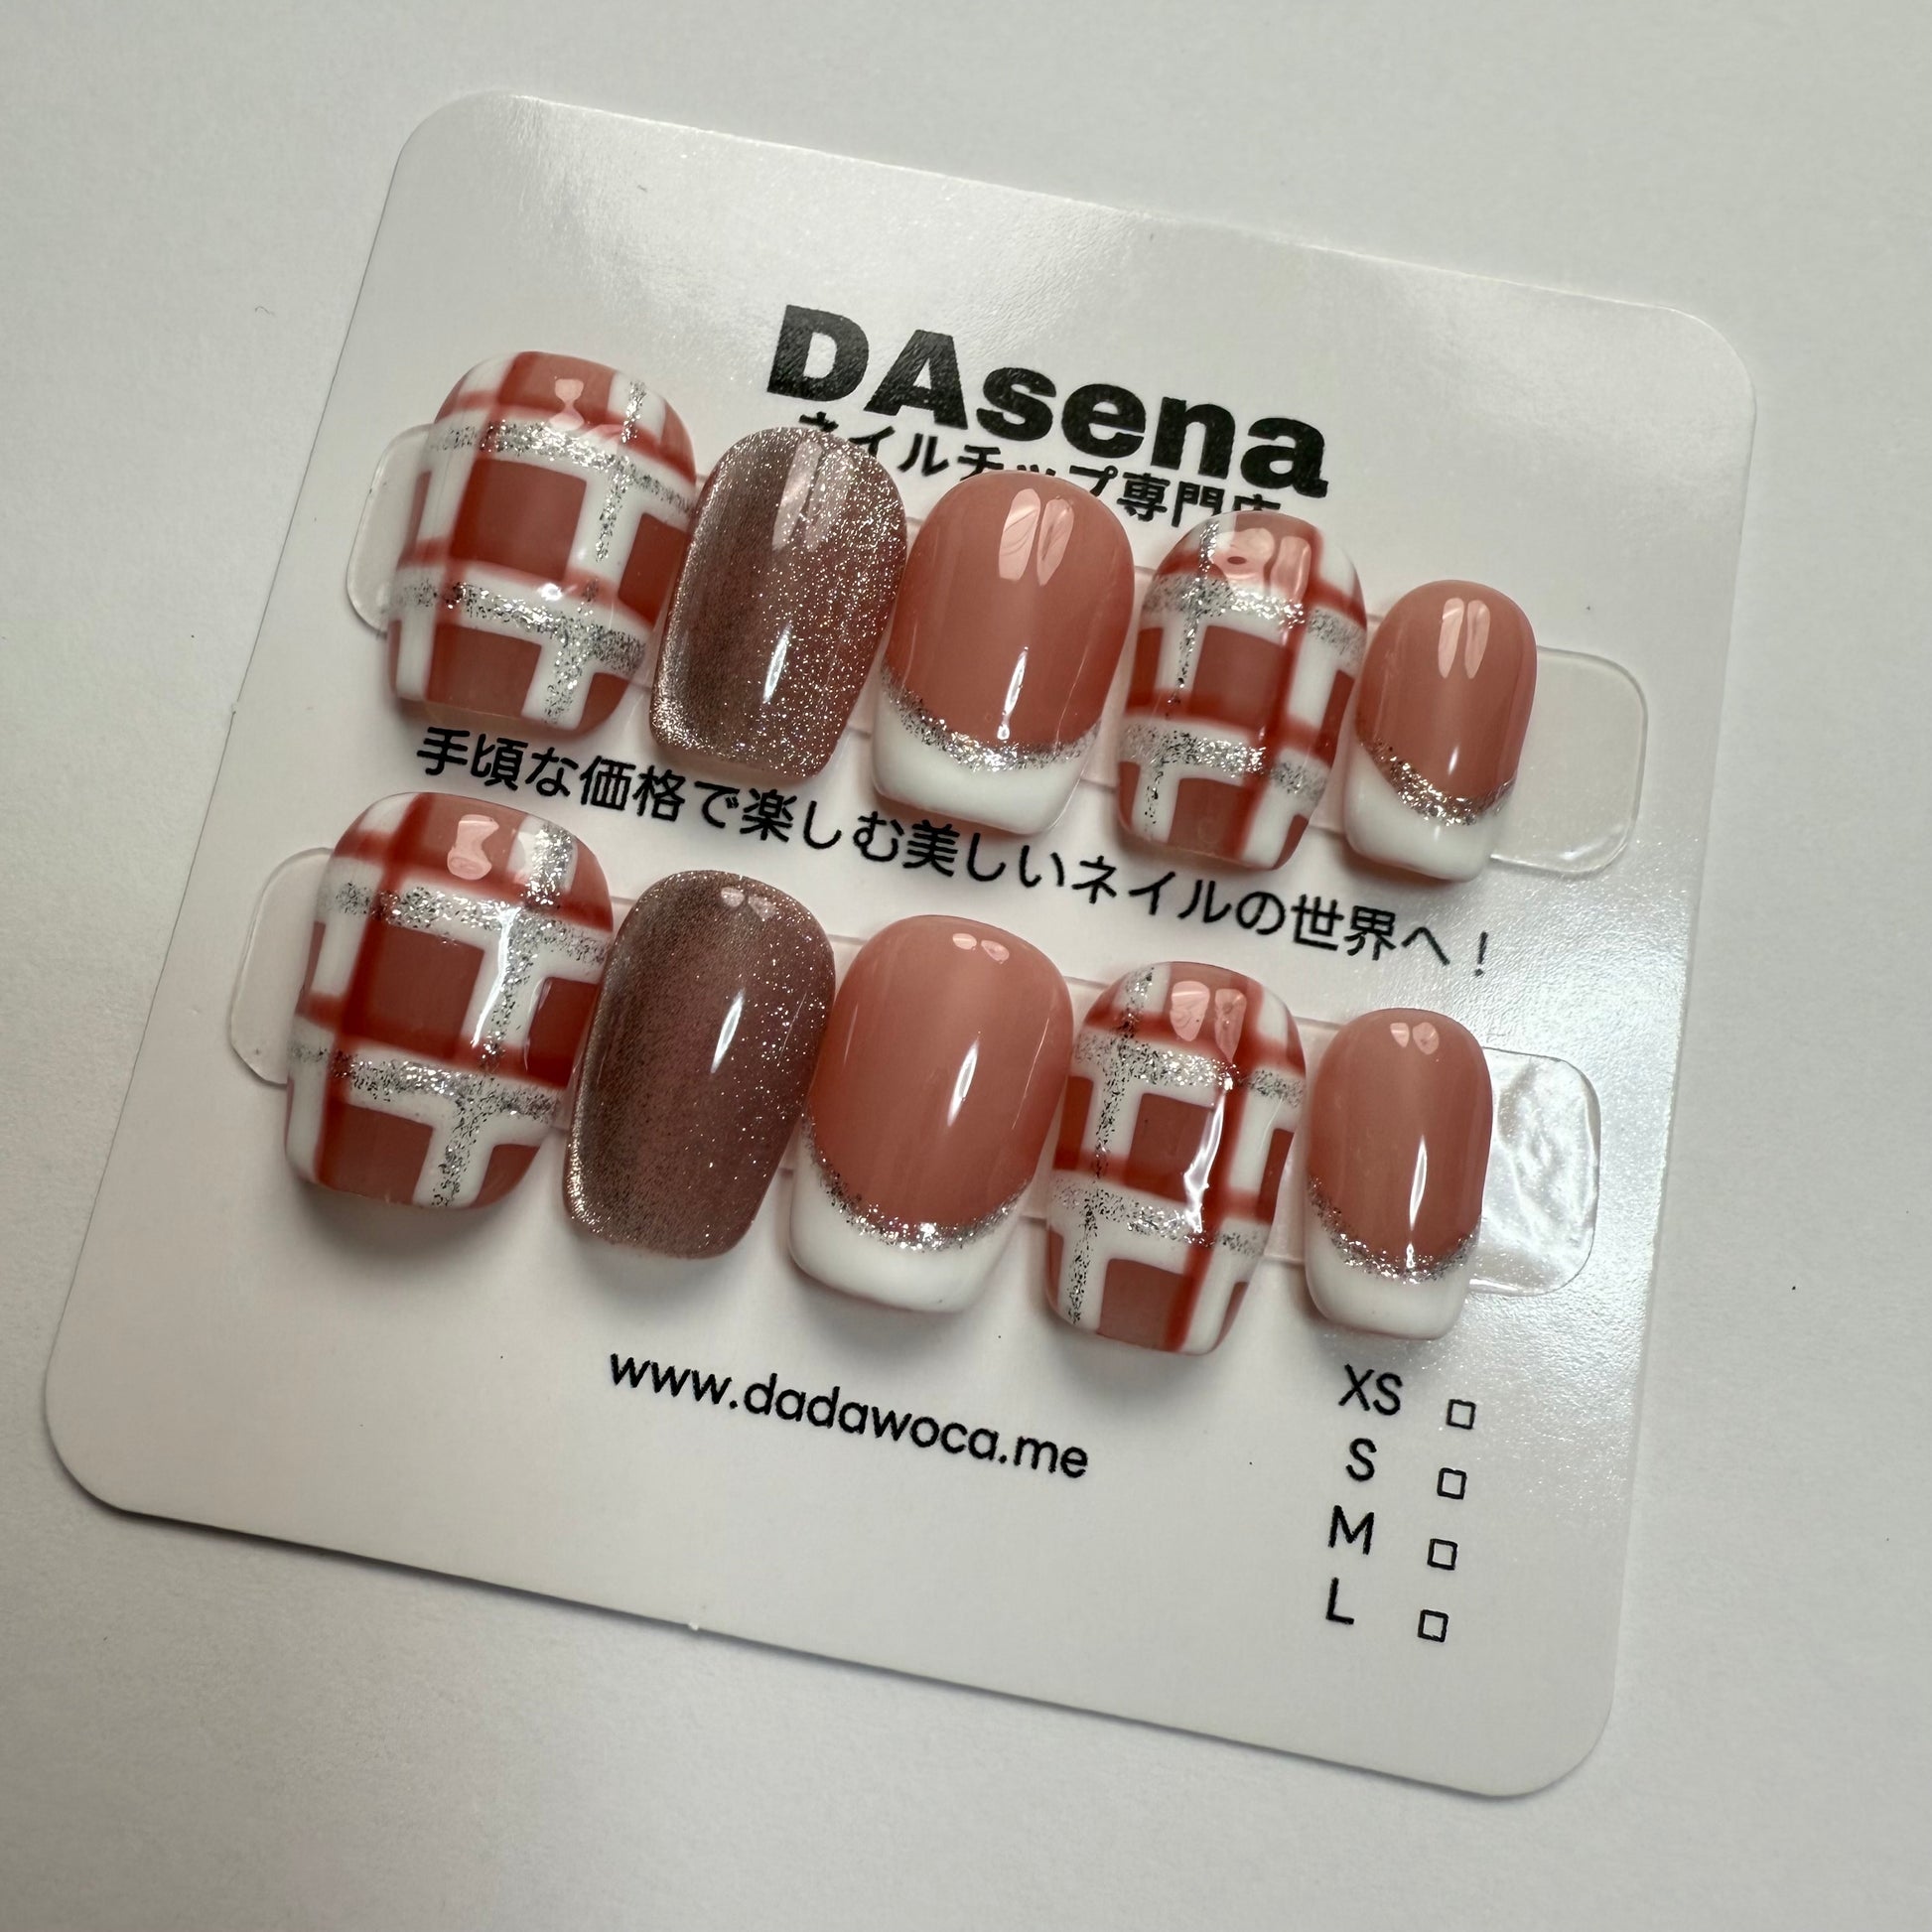 DAsena
ネイルチップ専門店
手頃な価格で楽しむ美しいネイルの世界へ！
www.dadawoca.me
XS □
S □
M □
L □